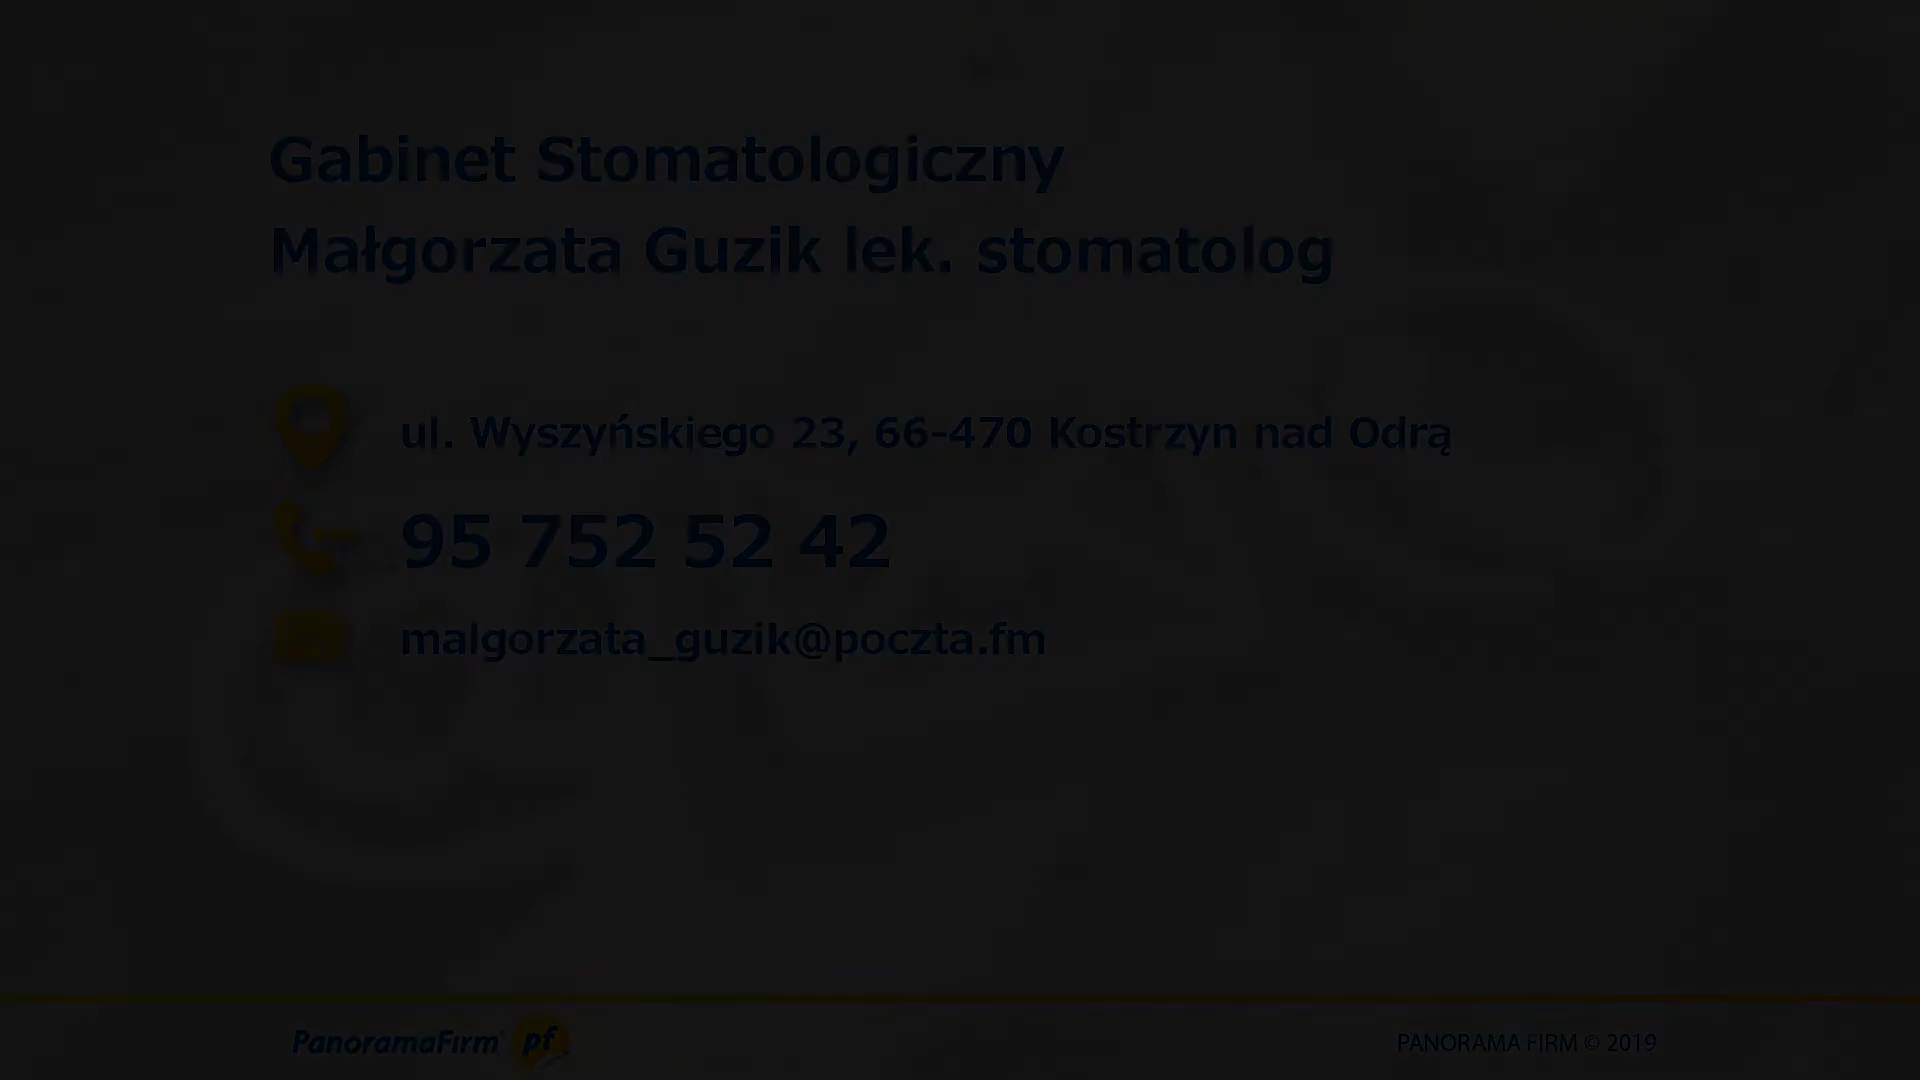 Gabinet Stomatologiczny
Małgorzata Guzik lek. stomatolog
ul. Wyszyńskiego 23, 66-470 Kostrzyn nad Odrą
95 752 52 42
malgorzata_guzik@poczta.fm
PanoramaFirm pf
PANORAMA FIRM © 2019